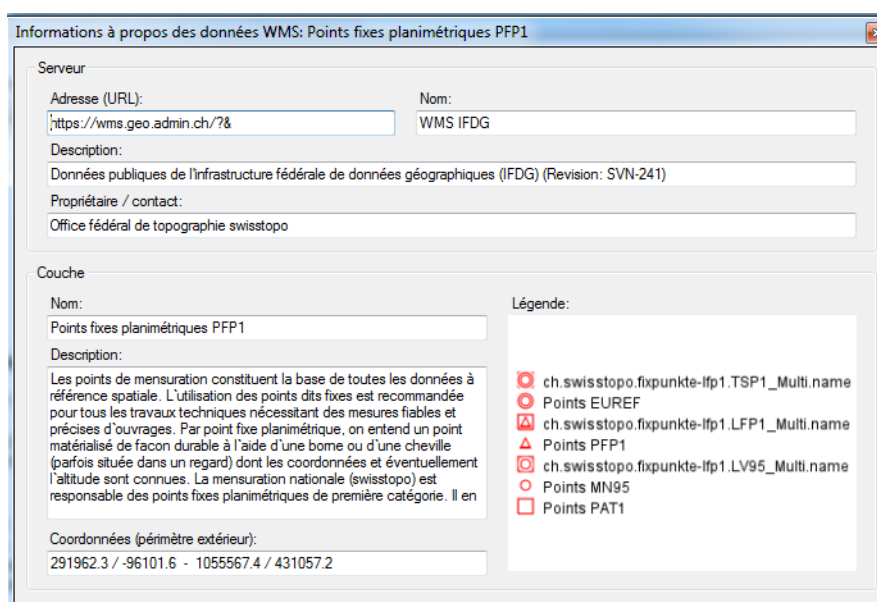 Informations à propos des données WMS: Points fixes planimétriques PFP1
Serveur
Adresse (URL):
https://wms.geo.admin.ch/?&
Nom:
WMS IFDG
Description:
Données publiques de l'infrastructure fédérale de données géographiques (IFDG) (Revision: SVN-241)
Propriétaire / contact:
Office fédéral de topographie swisstopo
Couche
Nom:
Points fixes planimétriques PFP1
Description:
Les points de mensuration constituent la base de toutes les données à
référence spatiale. L`utilisation des points dits fixes est recommandée
pour tous les travaux techniques nécessitant des mesures fiables et
précises d`ouvrages. Par point fixe planimétrique, on entend un point
matérialisé de facon durable à l`aide d`une borne ou d`une cheville
(parfois située dans un regard) dont les coordonnées et éventuellement
l`altitude sont connues. La mensuration nationale (swisstopo) est
responsable des points fixes planimétriques de première catégorie. Il en
Coordonnées (périmètre extérieur):
291962.3 / -96101.6 - 1055567.4 / 431057.2
Légende:
ch.swisstopo.fixpunkte-lfp1.TSP1_Multi.name
Points EUREF
ch.swisstopo.fixpunkte-lfp1.LFP1_Multi.name
Points PFP1
ch.swisstopo.fixpunkte-lfp1.LV95_Multi.name
Points MN95
Points PAT1